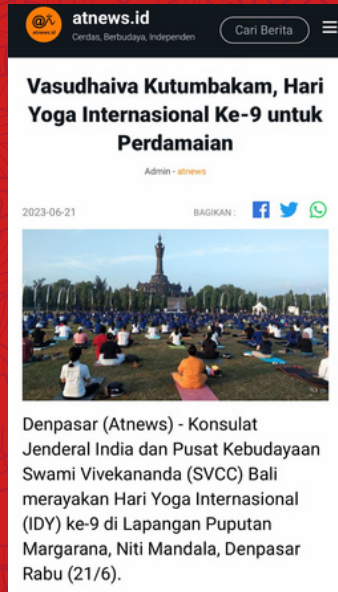 atnews.id
Cerdas, Berbudaya, Independen
Cari Berita
Vasudhaiva Kutumbakam, Hari
Yoga Internasional Ke-9 untuk
Perdamaian
Admin - atnews
2023-06-21
BAGIKAN :
Denpasar (Atnews) - Konsulat
Jenderal India dan Pusat Kebudayaan
Swami Vivekananda (SVCC) Bali
merayakan Hari Yoga Internasional
(IDY) ke-9 di Lapangan Puputan
Margarana, Niti Mandala, Denpasar
Rabu (21/6).